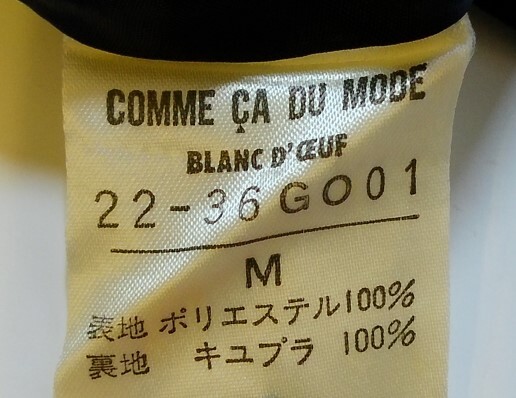 COMME ÇA DU MODE
BLANC D'ŒUF
22-36GO01
M
表地 ポリエステル100%
裏地 キュプラ 100%